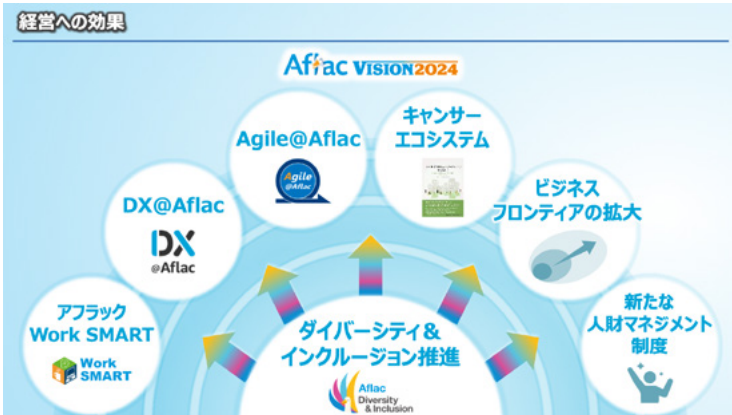 経営への効果
Aflac VISION2024
Agile@Aflac
Agile
@Aflac
キャンサー
エコシステム
DX@Aflac
DX
@Aflac
ビジネス
フロンティアの拡大
アフラック
Work SMART
Work
SMART
新たな
人財マネジメント
制度
ダイバーシティ&
インクルージョン推進
Aflac
Diversity
& Inclusion